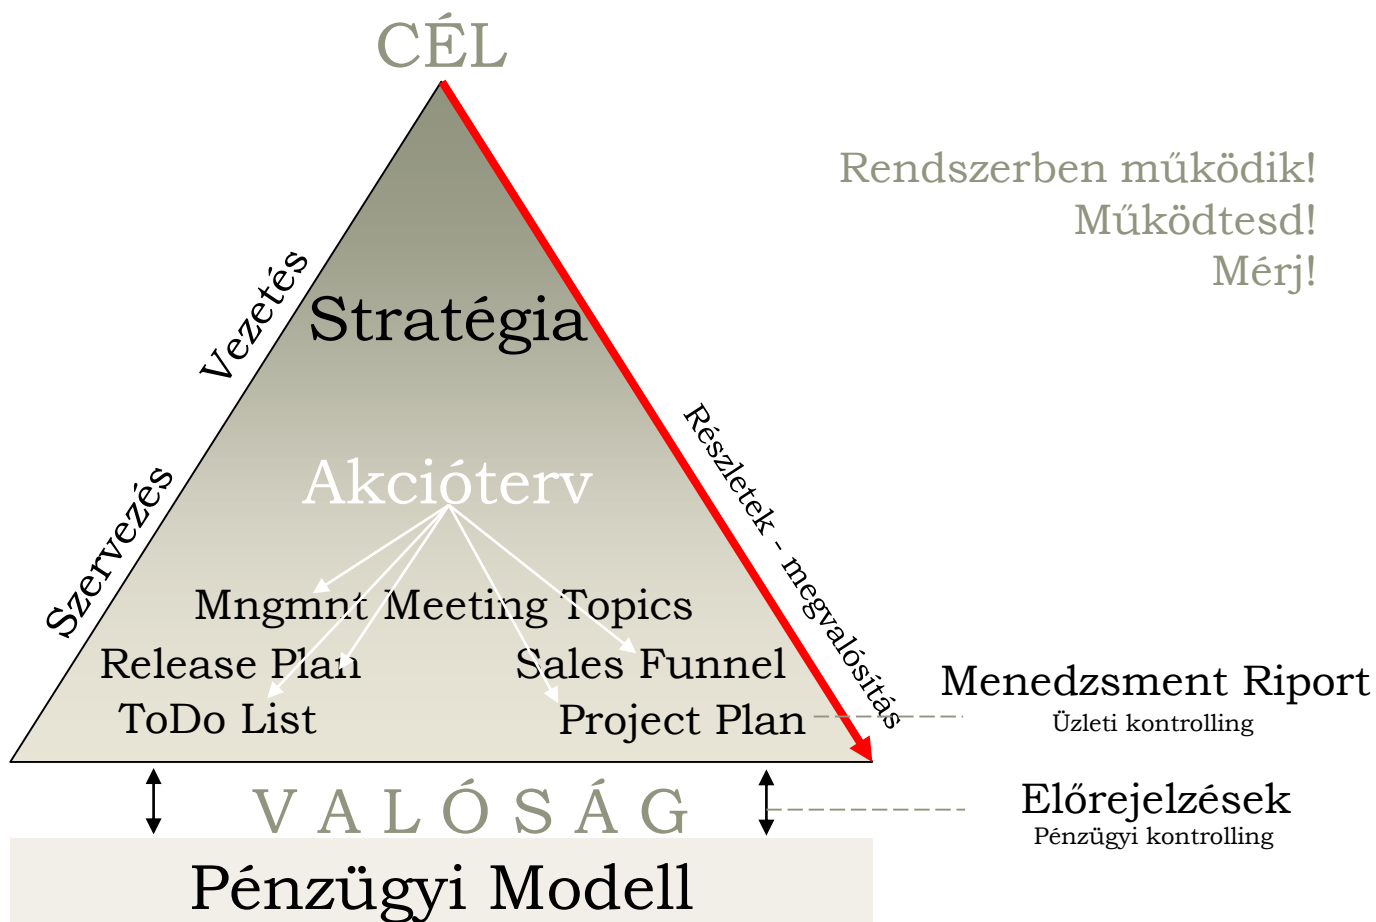 CÉL
Rendszerben működik!
Működtesd!
Mérj!
Vezetés
Stratégia
Részletek - megvalósítás
Szervezés
Akcióterv
Mngmnt Meeting Topics
Release Plan
Sales Funnel
ToDo List
Project Plan
Menedzsment Riport
Üzleti kontrolling
VALÓSÁG
Előrejelzések
Pénzügyi kontrolling
Pénzügyi Modell